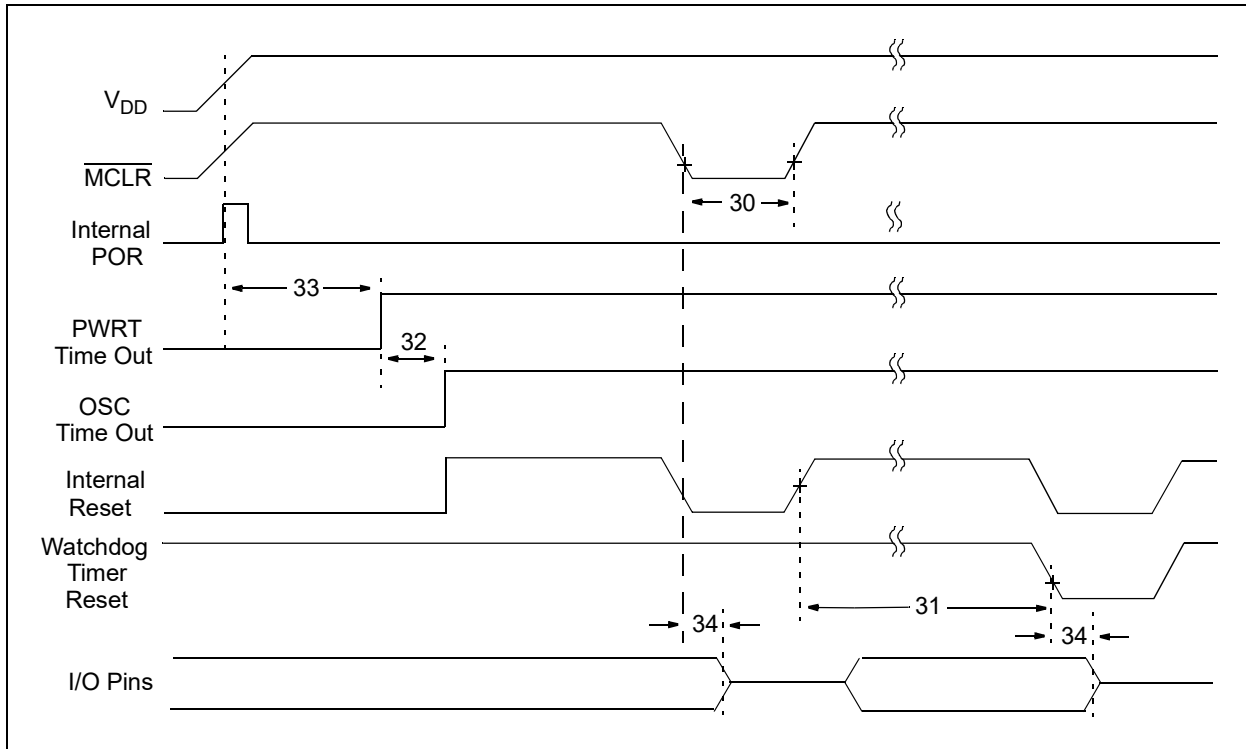 VDD
MCLR
30
Internal
POR
33
PWRT
Time Out
32
OSC
Time Out
Internal
Reset
Watchdog
Timer
Reset
31
34
34
I/O Pins